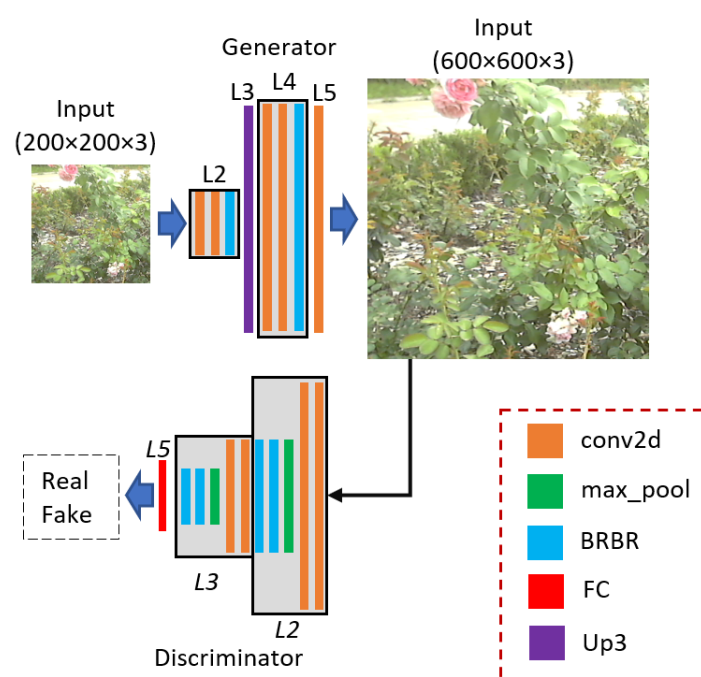 Generator
Input
(600×600×3)
Input
(200×200×3)
L2
L3
L4
L5
L5
L3
L2
Real
Fake
Discriminator
conv2d
max_pool
BRBR
FC
Up3